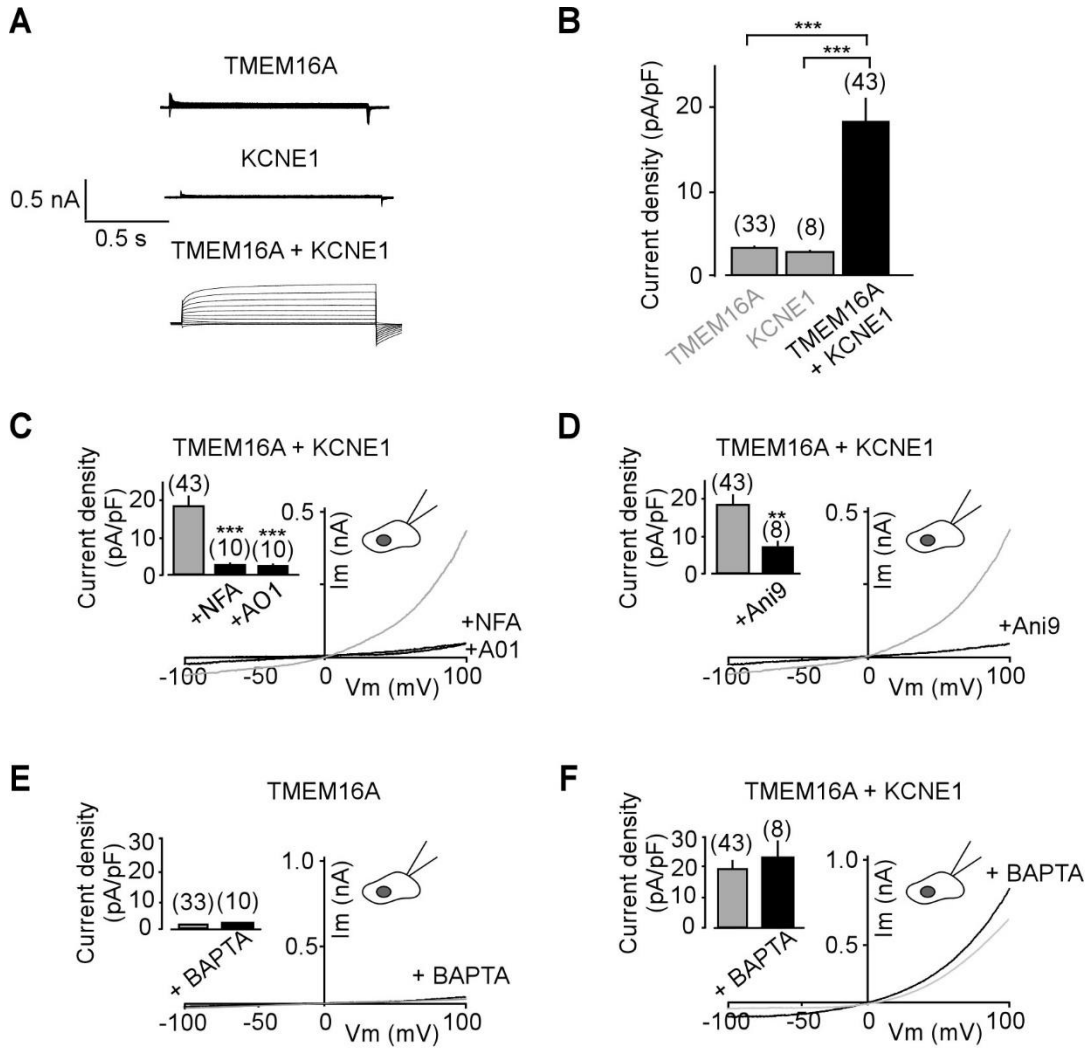 A
TMEM16A
KCNE1
0.5 nA
0.5 s
TMEM16A + KCNE1
B
***
***
Current density (pA/pF)
20
10
0
(33)
(8)
(43)
TMEM16A
KCNE1
TMEM16A
+ KCNE1
C
TMEM16A + KCNE1
Current density
(pA/pF)
20
10
0
(43)
***
(10)
***
(10)
+NFA
+AO1
0.5
Im (nA)
+NFA
+A01
-100
-50
0
100
Vm (mV)
D
TMEM16A + KCNE1
Current density
(pA/pF)
20
10
0
(43)
**
(8)
+Ani9
0.5
Im (nA)
+Ani9
-100
-50
0
100
Vm (mV)
E
TMEM16A
Current density
(pA/pF)
30
20
10
0
(33)
(10)
+ BAPTA
1.0
0.5
Im (nA)
+ BAPTA
-100
-50
0
100
Vm (mV)
F
TMEM16A + KCNE1
Current density
(pA/pF)
30
20
10
0
(43)
(8)
+ BAPTA
1.0
0.5
Im (nA)
+ BAPTA
-100
-50
0
100
Vm (mV)